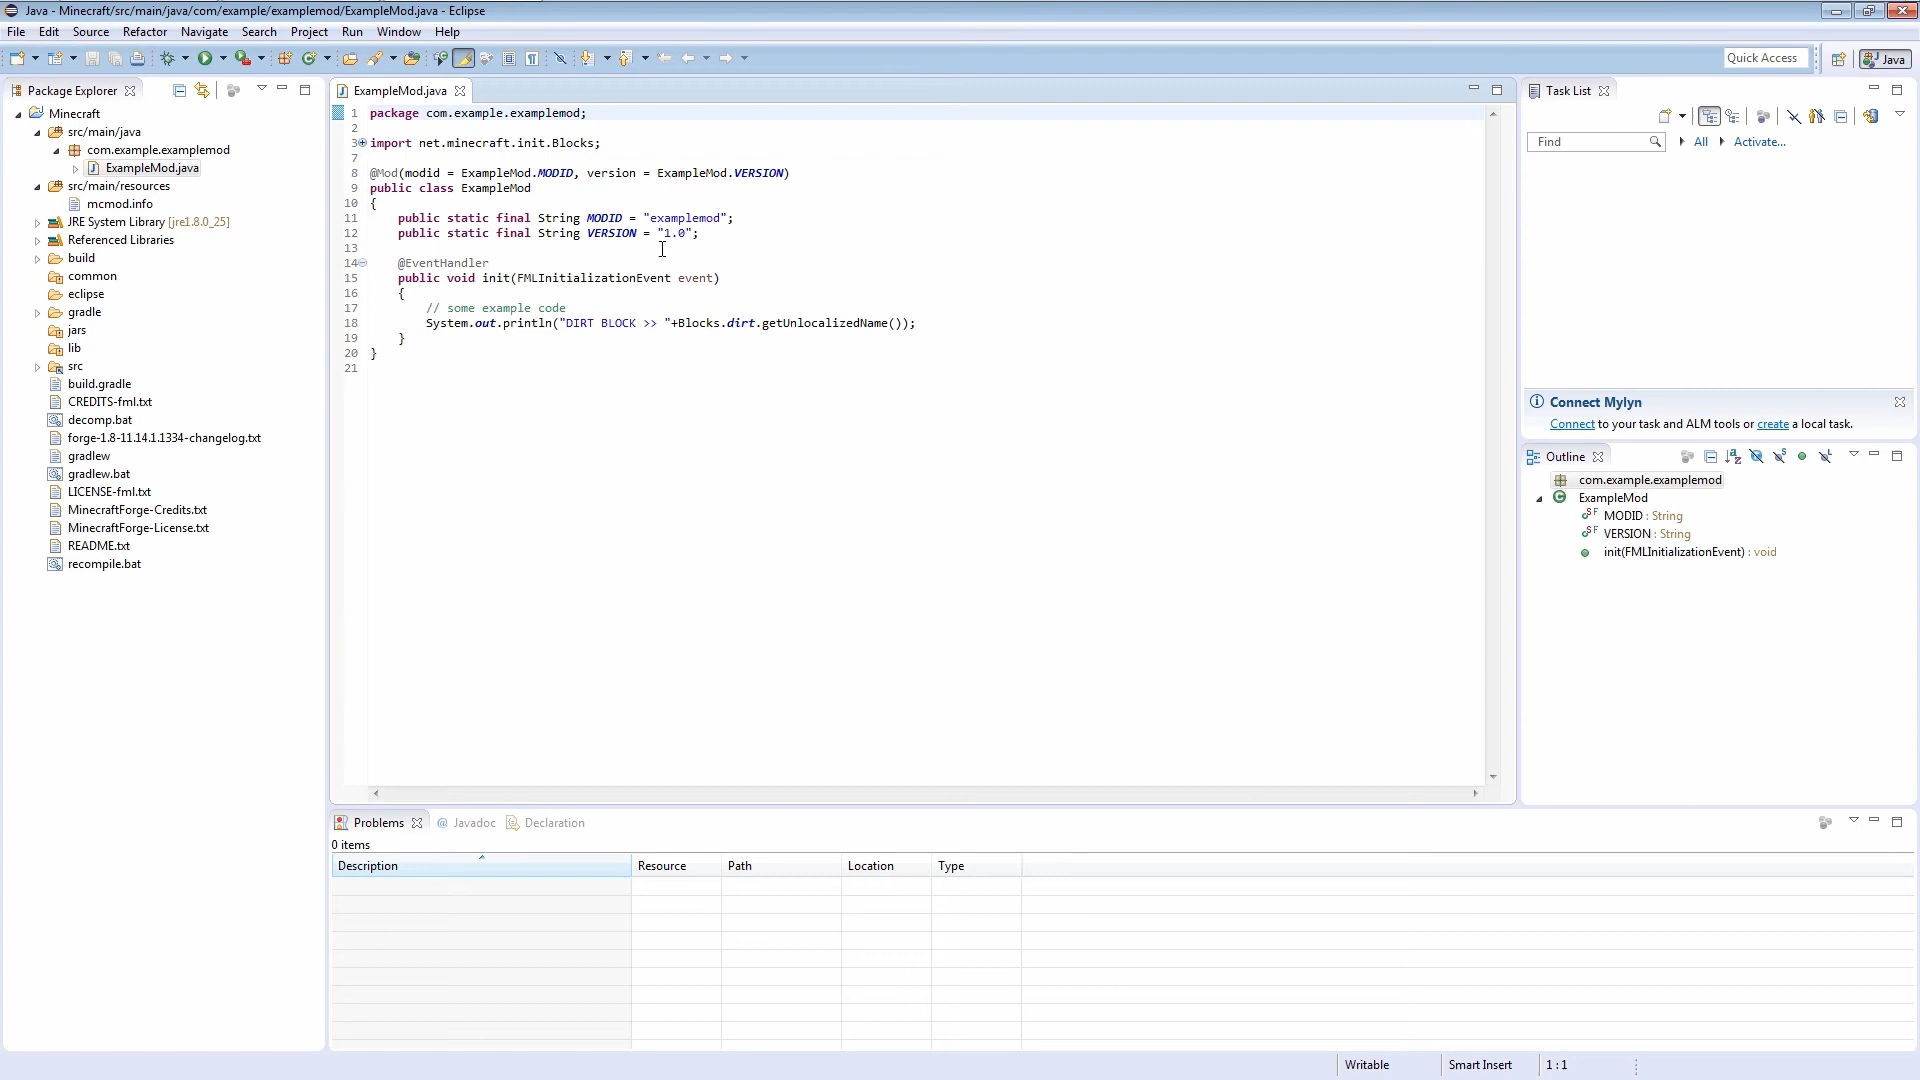 Java - Minecraft/src/main/java/com/example/examplemod/ExampleMod.java - Eclipse
File Edit Source Refactor Navigate Search Project Run Window Help
Quick Access
Java
Package Explorer
Minecraft
src/main/java
com.example.examplemod
ExampleMod.java
src/main/resources
mcmod.info
JRE System Library [jre1.8.0_25]
Referenced Libraries
build
common
eclipse
gradle
jars
lib
src
build.gradle
CREDITS-fml.txt
decomp.bat
forge-1.8-11.14.1.1334-changelog.txt
gradlew
gradlew.bat
LICENSE-fml.txt
MinecraftForge-Credits.txt
MinecraftForge-License.txt
README.txt
recompile.bat
ExampleMod.java
1 package com.example.examplemod;
2
3 import net.minecraft.init.Blocks;
7
8 @Mod(modid = ExampleMod.MODID, version = ExampleMod.VERSION)
9 public class ExampleMod
10 {
11 public static final String MODID = "examplemod";
12 public static final String VERSION = "1.0";
13
14 @EventHandler
15 public void init(FMLInitializationEvent event)
16 {
17 // some example code
18 System.out.println("DIRT BLOCK >> "+Blocks.dirt.getUnlocalizedName());
19 }
20 }
21
Task List
Find All Activate...
Connect Mylyn
Connect to your task and ALM tools or create a local task.
Outline
com.example.examplemod
ExampleMod
MODID : String
VERSION : String
init(FMLInitializationEvent) : void
Problems @ Javadoc Declaration
0 items
Description Resource Path Location Type
Writable Smart Insert 1 : 1